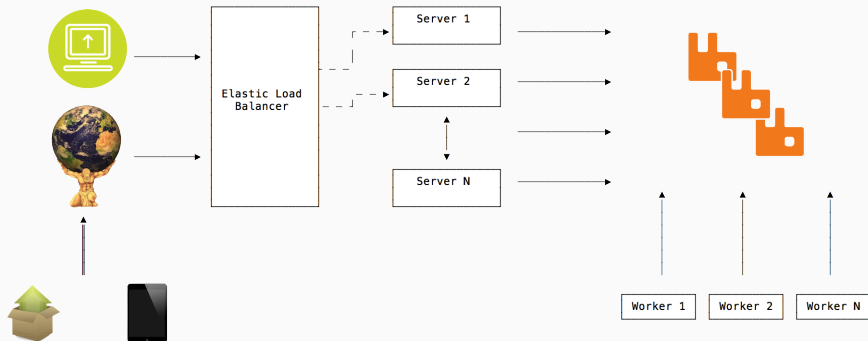 Server 1
Elastic Load
Balancer
Server 2
Server N
Worker 1
Worker 2
Worker N